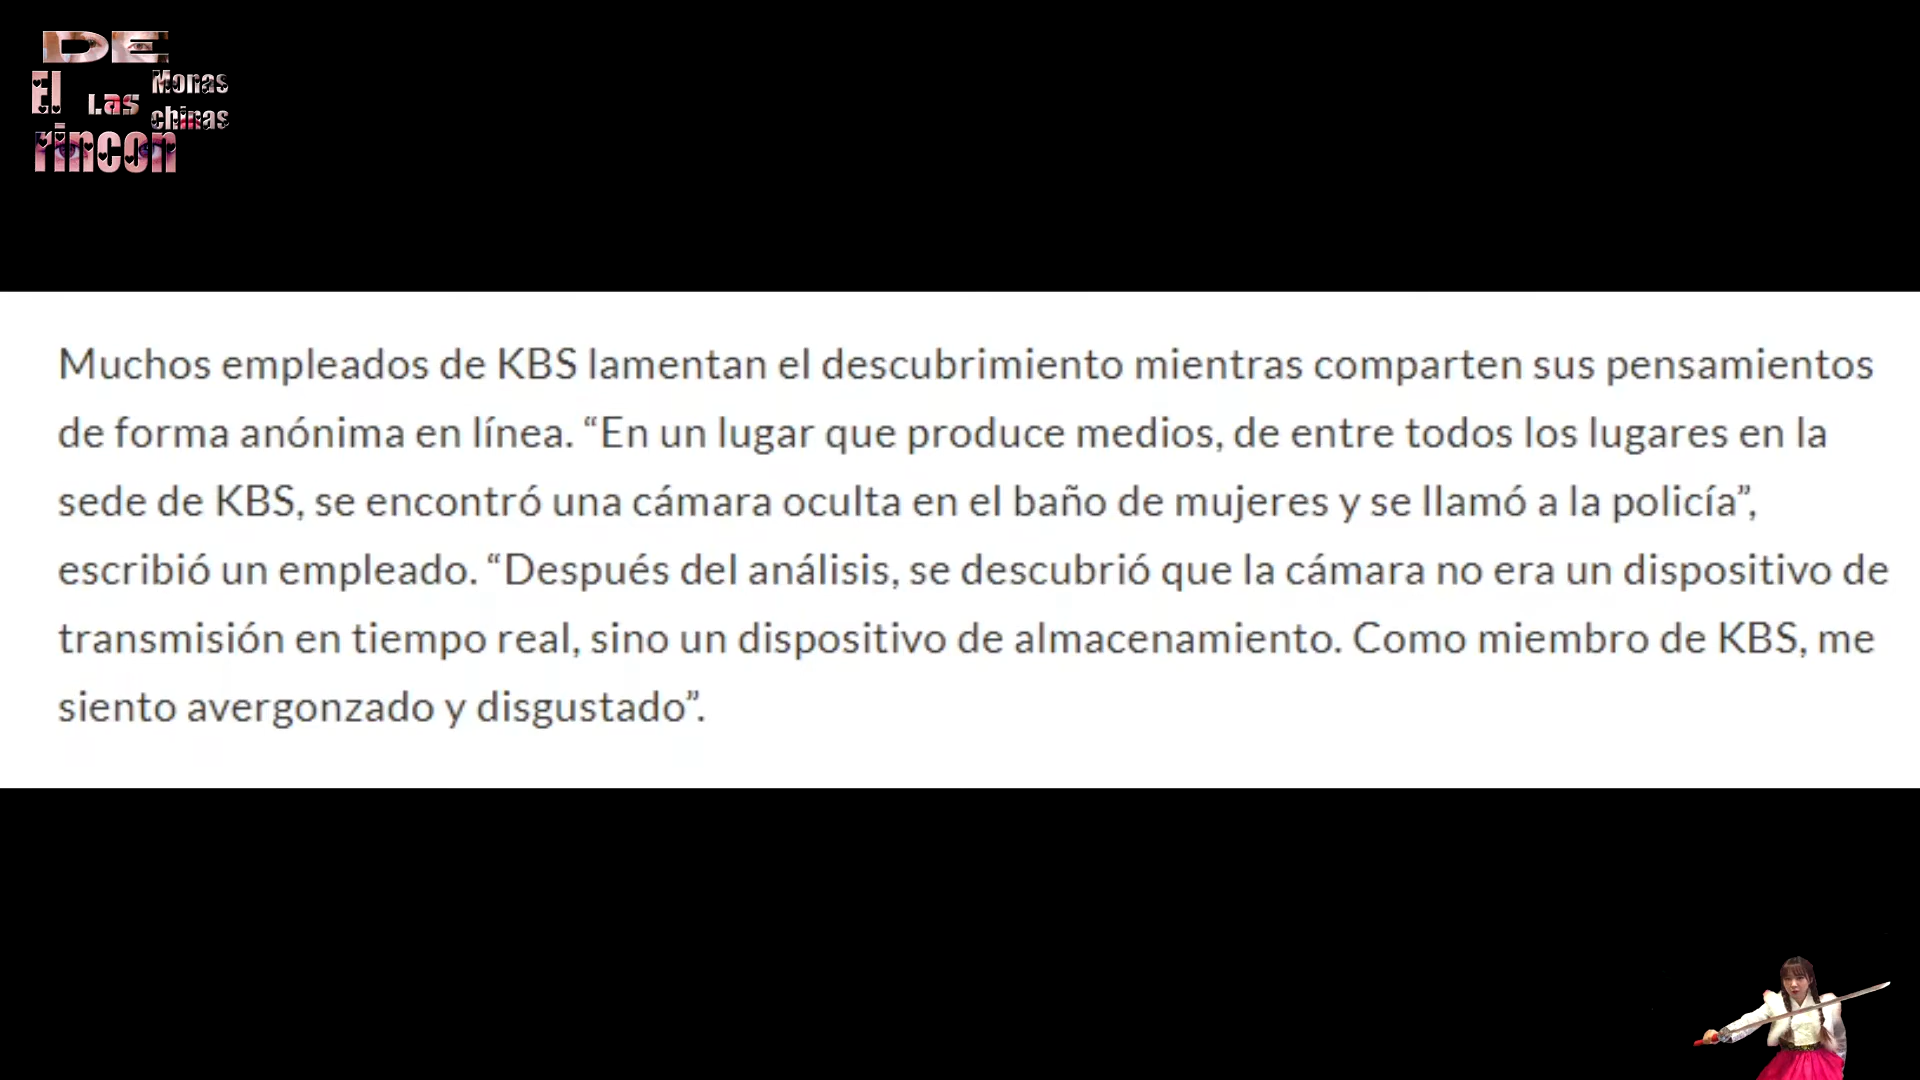 DE
El Las Monas
chinas
rincon
Muchos empleados de KBS lamentan el descubrimiento mientras comparten sus pensamientos
de forma anónima en línea. “En un lugar que produce medios, de entre todos los lugares en la
sede de KBS, se encontró una cámara oculta en el baño de mujeres y se llamó a la policía”,
escribió un empleado. “Después del análisis, se descubrió que la cámara no era un dispositivo de
transmisión en tiempo real, sino un dispositivo de almacenamiento. Como miembro de KBS, me
siento avergonzado y disgustado”.